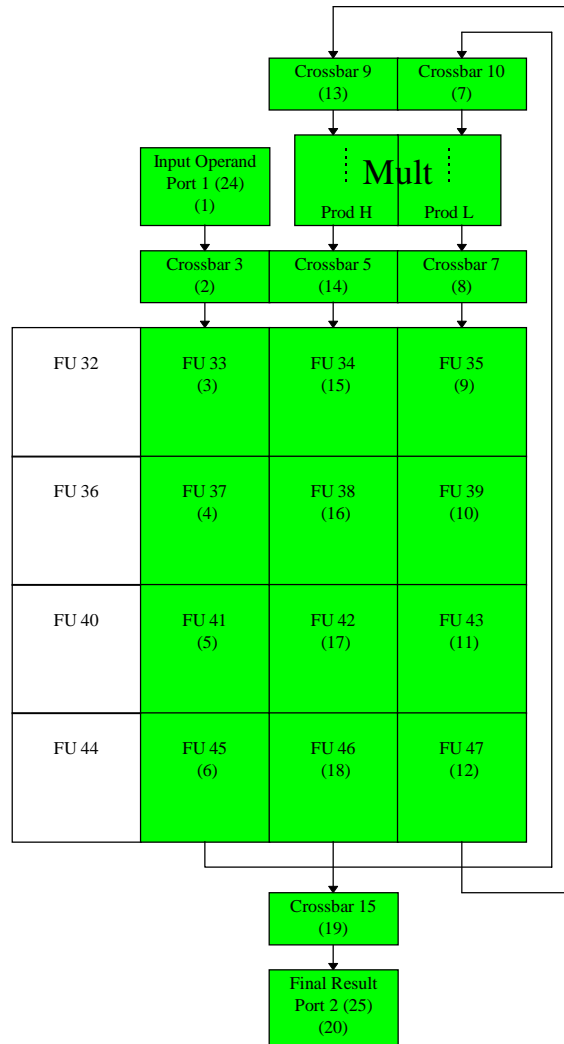 Crossbar 9
(13)
Crossbar 10
(7)
Input Operand
Port 1 (24)
(1)
Mult
Prod H
Prod L
Crossbar 3
(2)
Crossbar 5
(14)
Crossbar 7
(8)
FU 32
FU 33
(3)
FU 34
(15)
FU 35
(9)
FU 36
FU 37
(4)
FU 38
(16)
FU 39
(10)
FU 40
FU 41
(5)
FU 42
(17)
FU 43
(11)
FU 44
FU 45
(6)
FU 46
(18)
FU 47
(12)
Crossbar 15
(19)
Final Result
Port 2 (25)
(20)